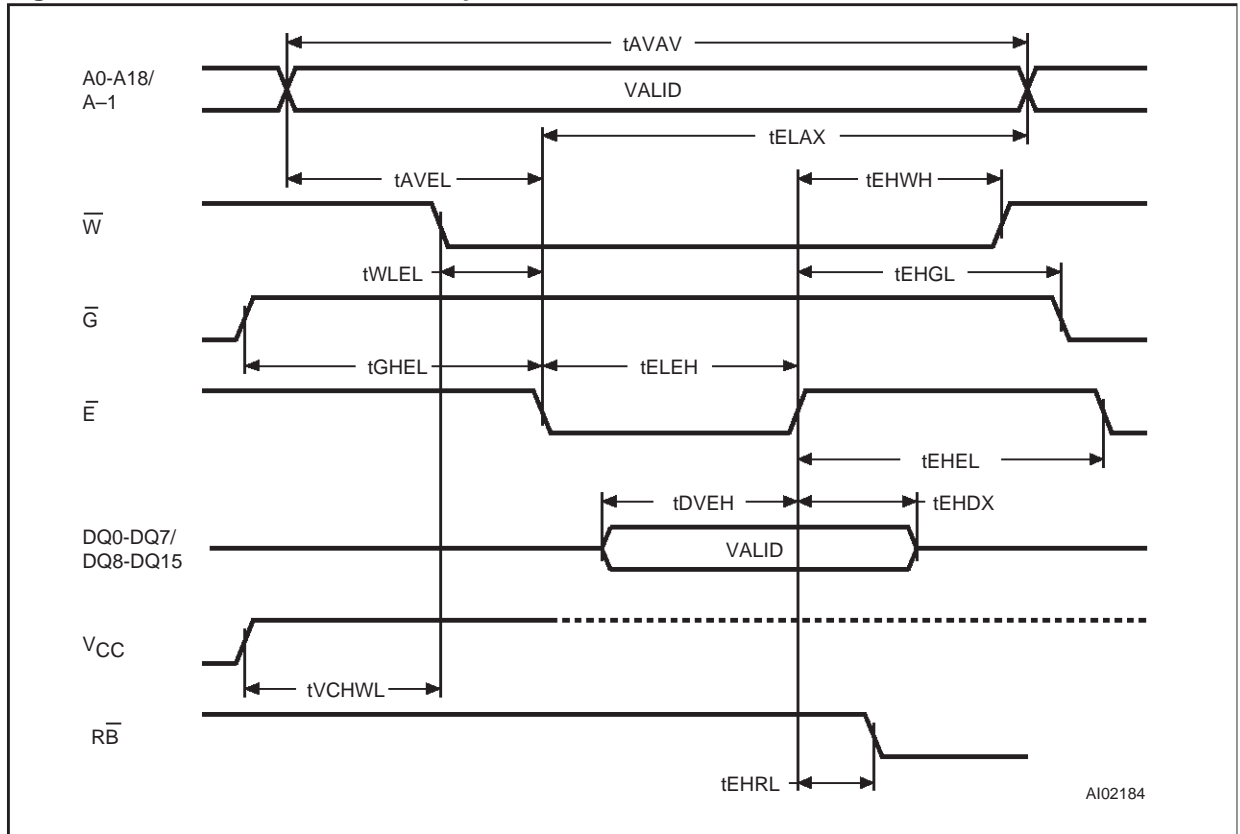 tAVAV
A0-A18/
A–1
VALID
tELAX
tAVEL
tEHWH
W̅
tWLEL
tEHGL
G̅
tGHEL
tELEH
E̅
tEHEL
tDVEH
tEHDX
DQ0-DQ7/
DQ8-DQ15
VALID
VCC
tVCHWL
RB̅
tEHRL
AI02184